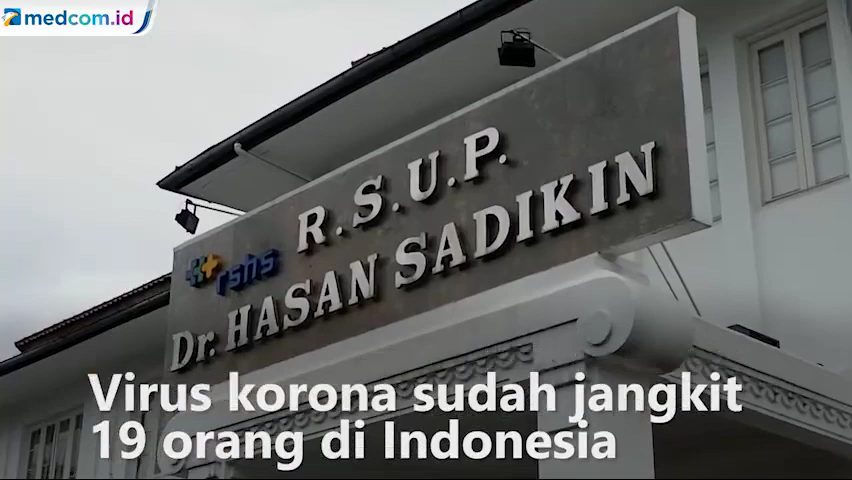 medcom.id
R.S.U.P.
rshs
Dr. HASAN SADIKIN
Virus korona sudah jangkit
19 orang di Indonesia